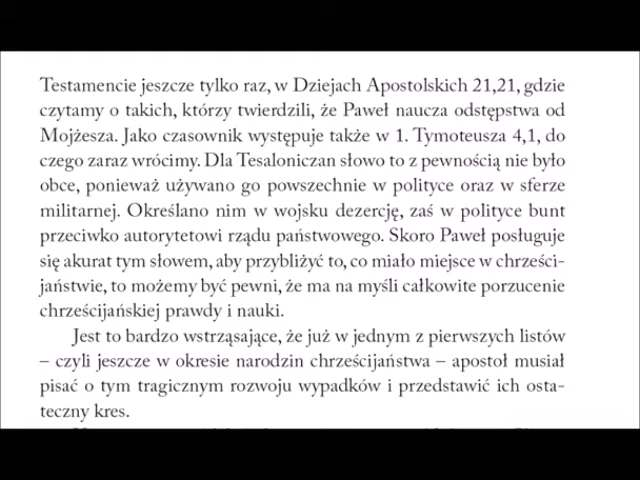 Testamencie jeszcze tylko raz, w Dziejach Apostolskich 21,21, gdzie
czytamy o takich, którzy twierdzili, że Paweł naucza odstępstwa od
Mojżesza. Jako czasownik występuje także w 1. Tymoteusza 4,1, do
czego zaraz wrócimy. Dla Tesaloniczan słowo to z pewnością nie było
obce, ponieważ używano go powszechnie w polityce oraz w sferze
militarnej. Określano nim w wojsku dezercję, zaś w polityce bunt
przeciwko autorytetowi rządu państwowego. Skoro Paweł posługuje
się akurat tym słowem, aby przybliżyć to, co miało miejsce w chrześci-
jaństwie, to możemy być pewni, że ma na myśli całkowite porzucenie
chrześcijańskiej prawdy i nauki.
Jest to bardzo wstrząsające, że już w jednym z pierwszych listów
– czyli jeszcze w okresie narodzin chrześcijaństwa – apostoł musiał
pisać o tym tragicznym rozwoju wypadków i przedstawić ich osta-
teczny kres.